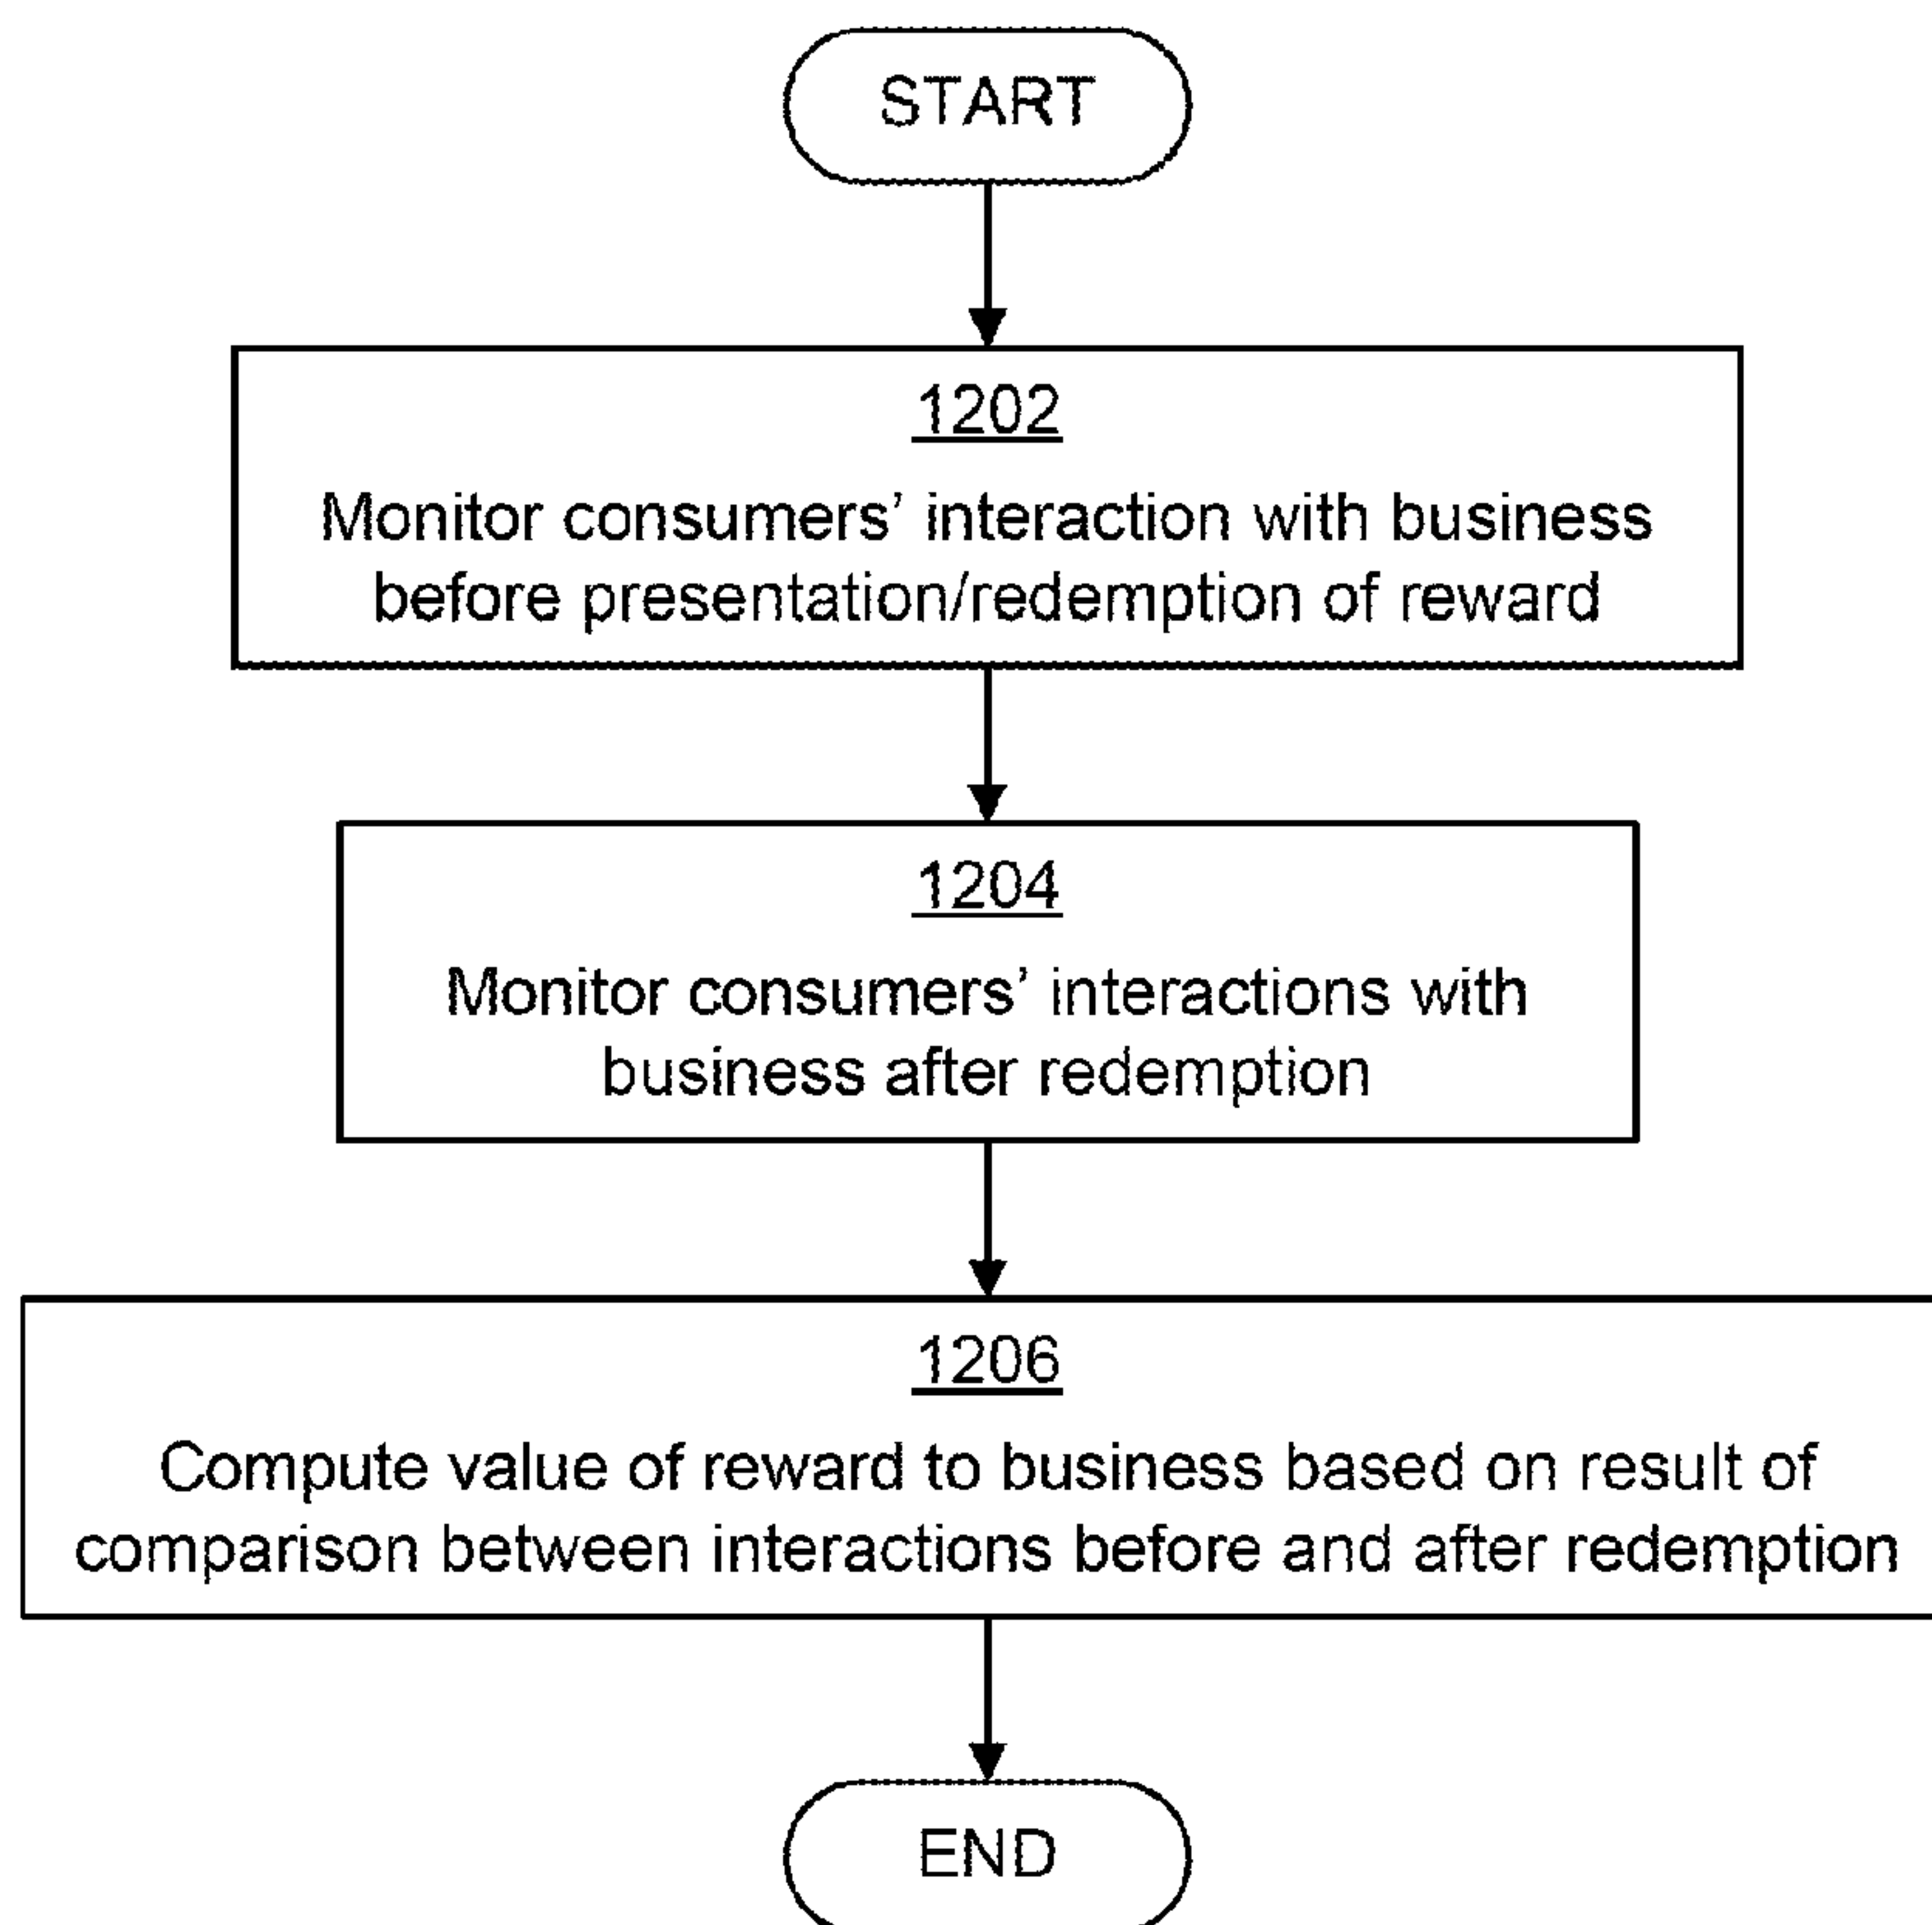 START
1202
Monitor consumers’ interaction with business
before presentation/redemption of reward
1204
Monitor consumers’ interactions with
business after redemption
1206
Compute value of reward to business based on result of
comparison between interactions before and after redemption
END